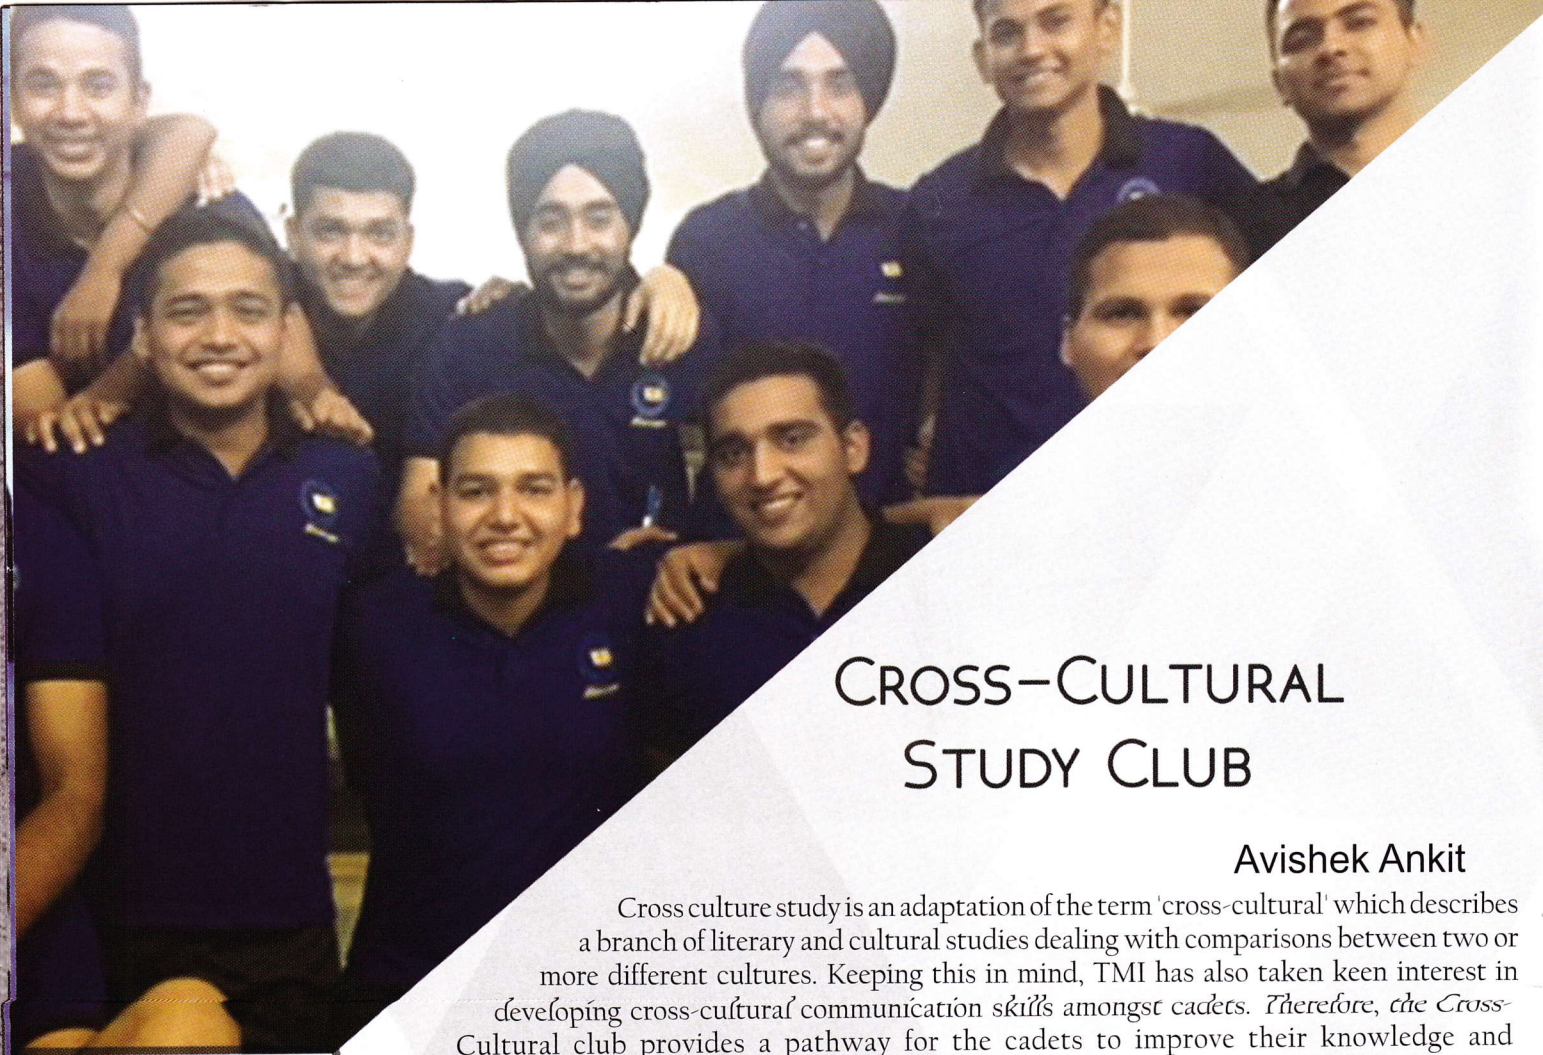 CROSS-CULTURAL
STUDY CLUB
Avishek Ankit
Cross culture study is an adaptation of the term 'cross-cultural' which describes
a branch of literary and cultural studies dealing with comparisons between two or
more different cultures. Keeping this in mind, TMI has also taken keen interest in
developing cross-cultural communication skills amongst cadets. Therefore, the Cross-
Cultural club provides a pathway for the cadets to improve their knowledge and